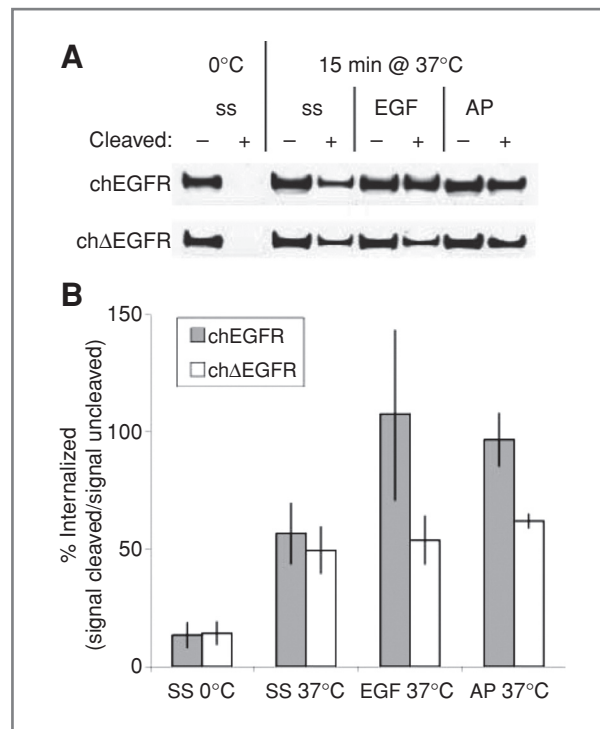 A
0°C
15 min @ 37°C
ss
ss
EGF
AP
Cleaved: – + – + – + – +
chEGFR
chΔEGFR
B
150
100
50
0
% Internalized
(signal cleaved/signal uncleaved)
chEGFR
chΔEGFR
SS 0°C
SS 37°C
EGF 37°C
AP 37°C